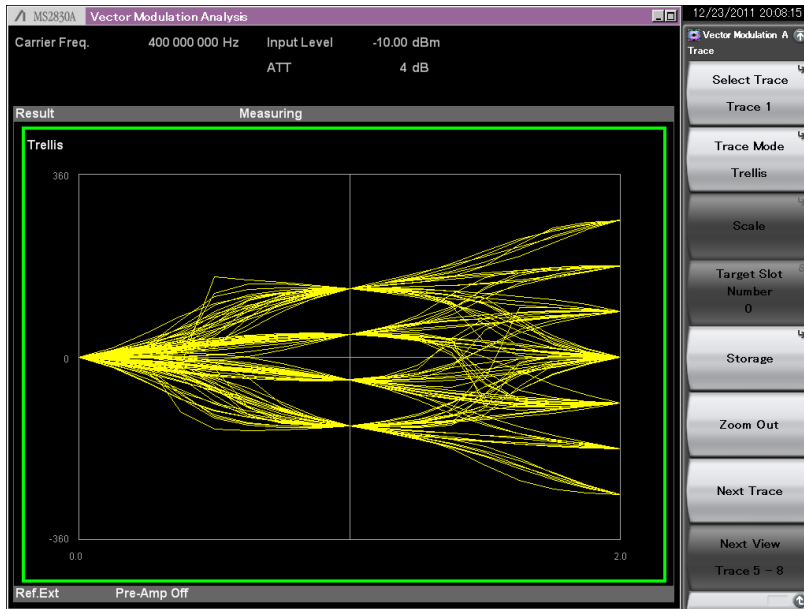 MS2830A Vector Modulation Analysis
12/23/2011 20:08:15
Carrier Freq. 400 000 000 Hz Input Level -10.00 dBm
ATT 4 dB
Result Measuring
Trellis
360
0
-360
0.0 2.0
Ref.Ext Pre-Amp Off
Vector Modulation A
Trace
Select Trace
Trace 1
Trace Mode
Trellis
Scale
Target Slot
Number
0
Storage
Zoom Out
Next Trace
Next View
Trace 5 - 8